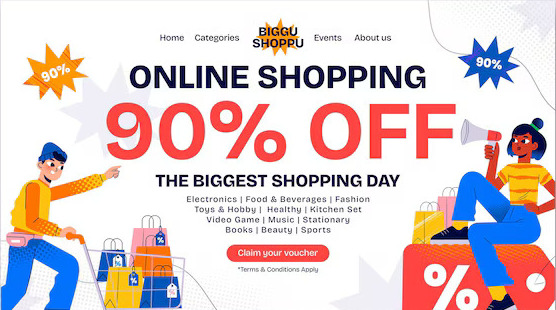 Home Categories BIGGU SHOPPU Events About us
90%
90%
ONLINE SHOPPING
90% OFF
THE BIGGEST SHOPPING DAY
Electronics | Food & Beverages | Fashion
Toys & Hobby | Healthy | Kitchen Set
Video Game | Music | Stationary
Books | Beauty | Sports
Claim your voucher
*Terms & Conditions Apply
%
%
%
%